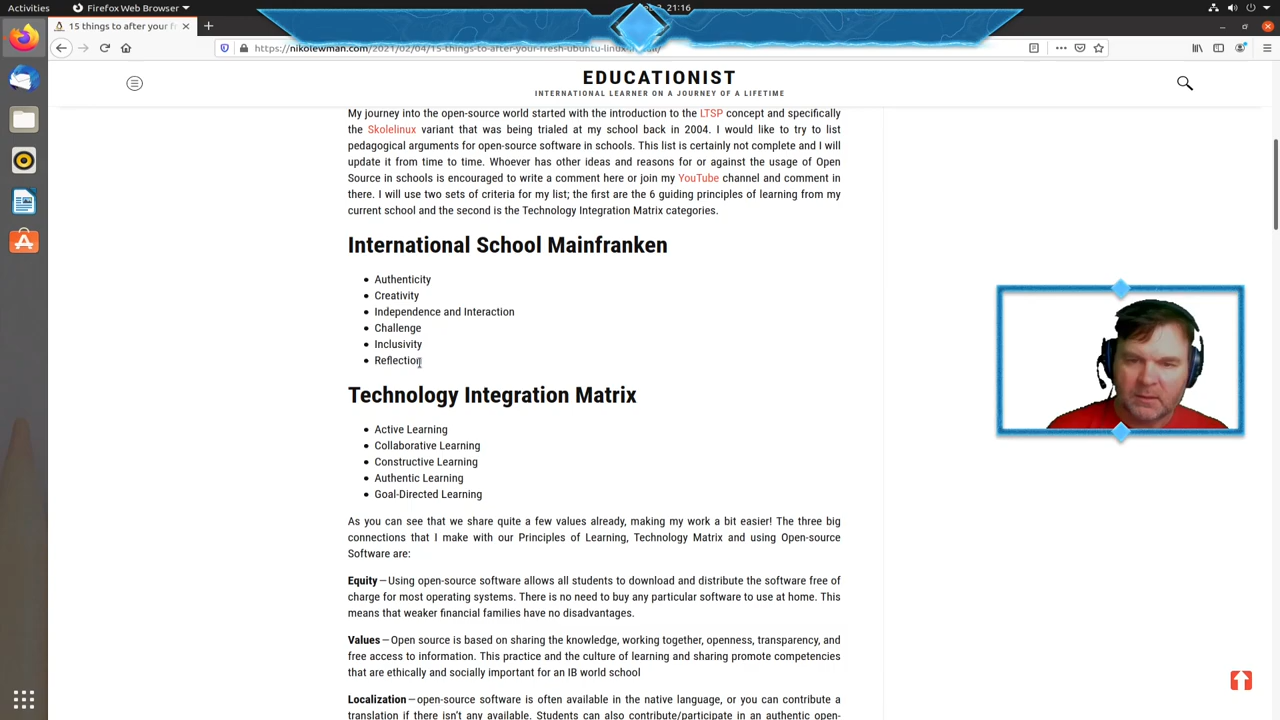 Activities
Firefox Web Browser
21:16
15 things to after your f
https://nikolewman.com/2021/02/04/15-things-to-after-your-fresh-ubuntu-linux
EDUCATIONIST
INTERNATIONAL LEARNER ON A JOURNEY OF A LIFETIME
My journey into the open-source world started with the introduction to the LTSP concept and specifically
the Skolelinux variant that was being trialed at my school back in 2004. I would like to try to list
pedagogical arguments for open-source software in schools. This list is certainly not complete and I will
update it from time to time. Whoever has other ideas and reasons for or against the usage of Open
Source in schools is encouraged to write a comment here or join my YouTube channel and comment in
there. I will use two sets of criteria for my list; the first are the 6 guiding principles of learning from my
current school and the second is the Technology Integration Matrix categories.
International School Mainfranken
Authenticity
Creativity
Independence and Interaction
Challenge
Inclusivity
Reflection
Technology Integration Matrix
Active Learning
Collaborative Learning
Constructive Learning
Authentic Learning
Goal-Directed Learning
As you can see that we share quite a few values already, making my work a bit easier! The three big
connections that I make with our Principles of Learning, Technology Matrix and using Open-source
Software are:
Equity – Using open-source software allows all students to download and distribute the software free of
charge for most operating systems. There is no need to buy any particular software to use at home. This
means that weaker financial families have no disadvantages.
Values – Open source is based on sharing the knowledge, working together, openness, transparency, and
free access to information. This practice and the culture of learning and sharing promote competencies
that are ethically and socially important for an IB world school
Localization – open-source software is often available in the native language, or you can contribute a
translation if there isn't any available. Students can also contribute/participate in an authentic open-